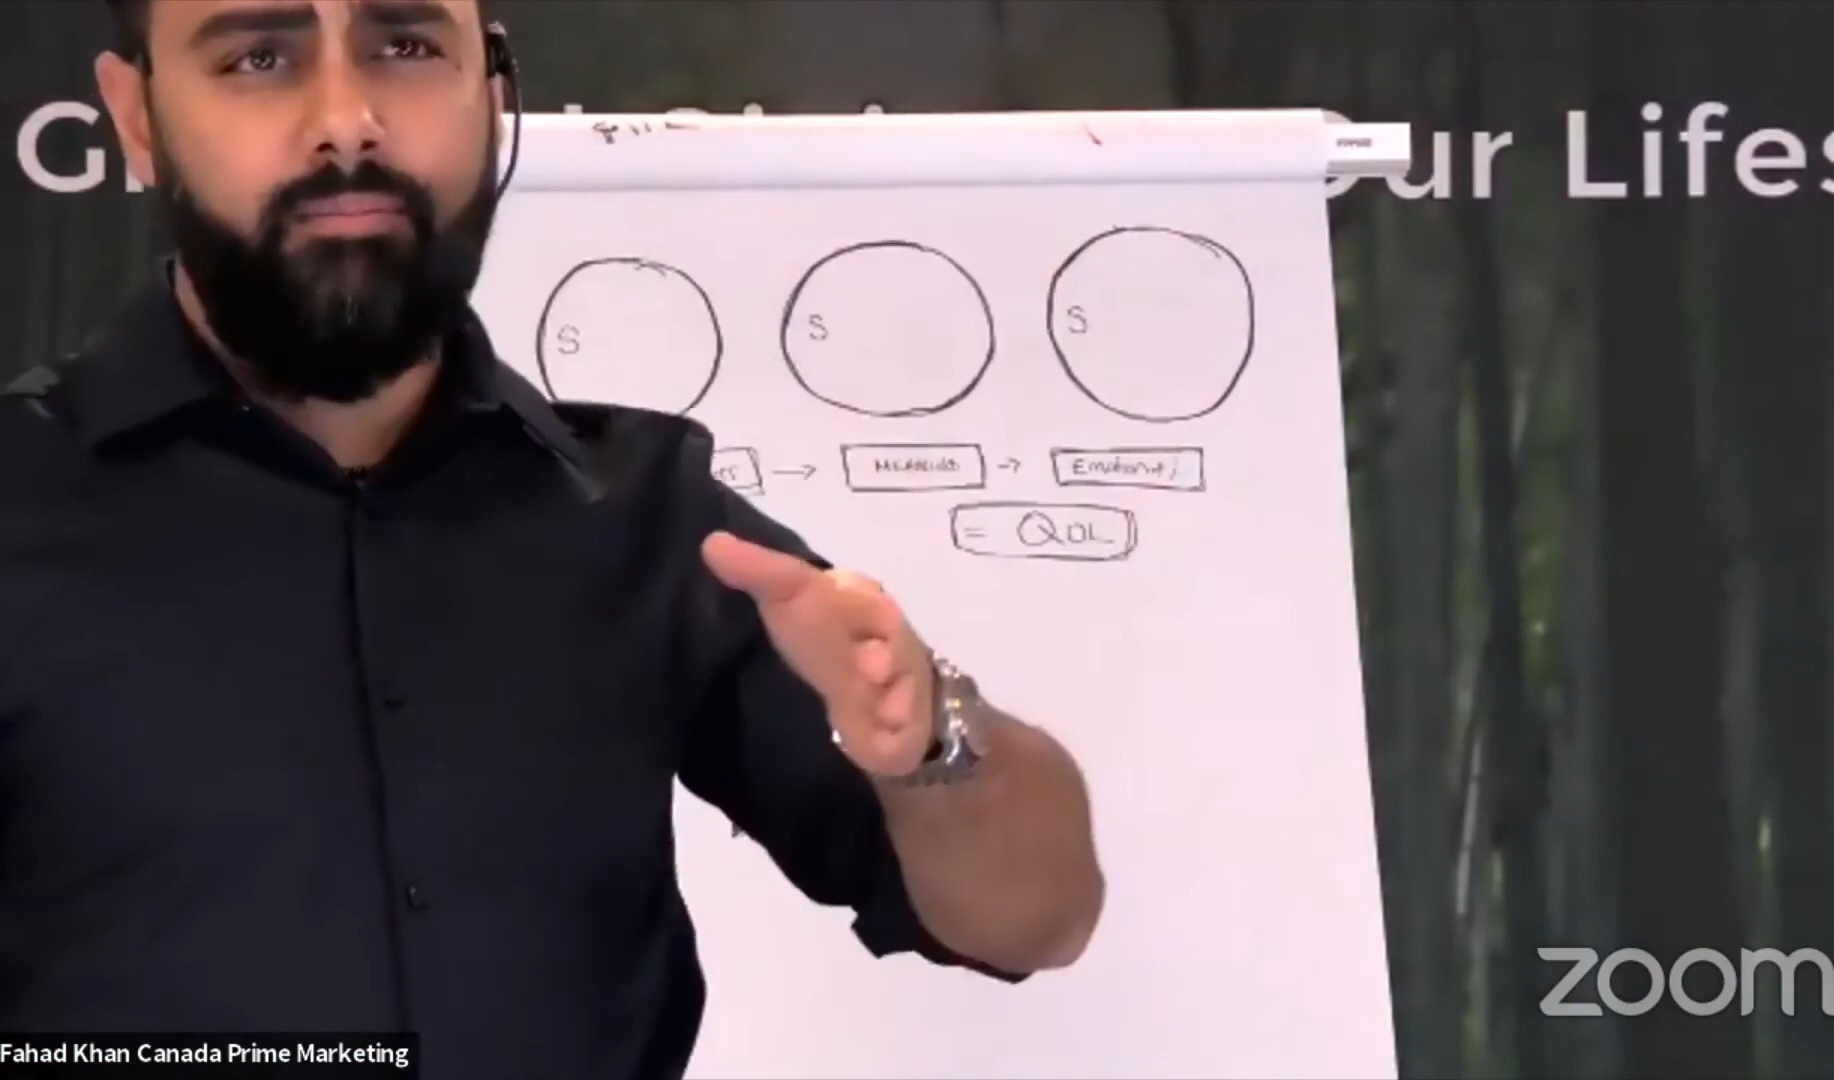 Our Lifes
S
S
S
→ MEANING → Emotion
= QOL
zoom
Fahad Khan Canada Prime Marketing